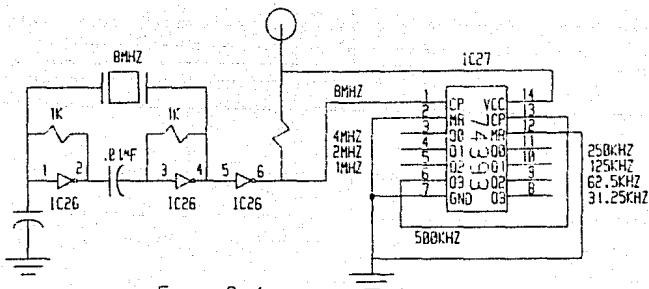 8MHZ
1K
1K
.01MF
1
2
3
4
5
6
IC26
IC26
IC26
8MHZ
4MHZ
2MHZ
1MHZ
500KHZ
iC27
74393
1 CP
2 MR
3 Q0
4 Q1
5 Q2
6 Q3
7 GND
VCC 14
CP 13
MR 12
Q0 11
Q1 10
Q2 9
Q3 8
250KHZ
125KHZ
62.5KHZ
31.25KHZ